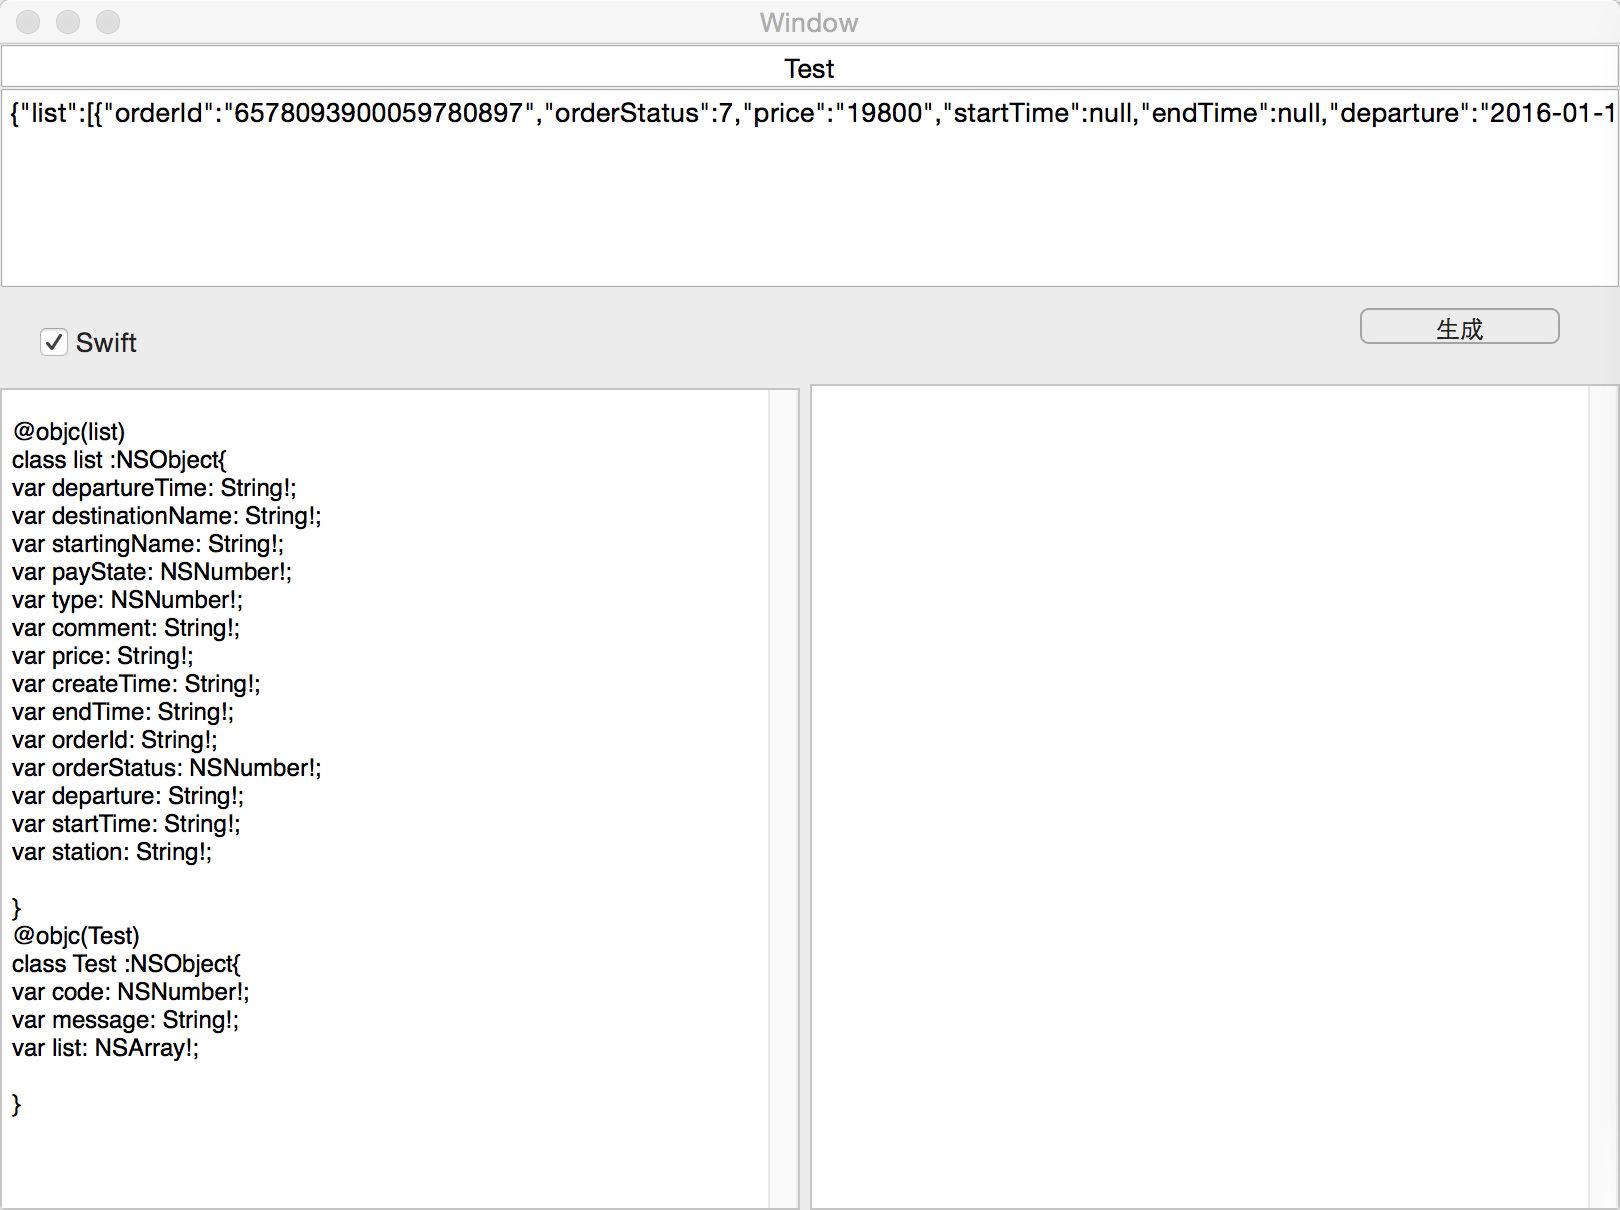 Window
Test
{"list":[{"orderId":"6578093900059780897","orderStatus":7,"price":"19800","startTime":null,"endTime":null,"departure":"2016-01-1
生成
Swift
@objc(list)
class list :NSObject{
var departureTime: String!;
var destinationName: String!;
var startingName: String!;
var payState: NSNumber!;
var type: NSNumber!;
var comment: String!;
var price: String!;
var createTime: String!;
var endTime: String!;
var orderId: String!;
var orderStatus: NSNumber!;
var departure: String!;
var startTime: String!;
var station: String!;
}
@objc(Test)
class Test :NSObject{
var code: NSNumber!;
var message: String!;
var list: NSArray!;
}